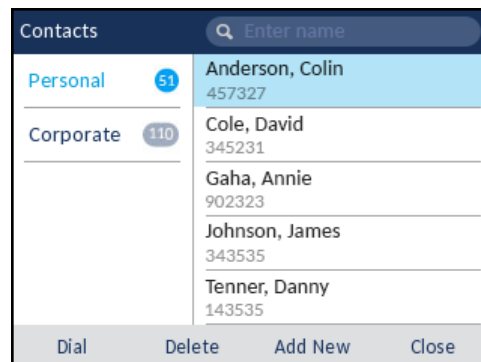 Contacts
Enter name
Personal 51
Corporate 110
Anderson, Colin
457327
Cole, David
345231
Gaha, Annie
902323
Johnson, James
343535
Tenner, Danny
143535
Dial Delete Add New Close